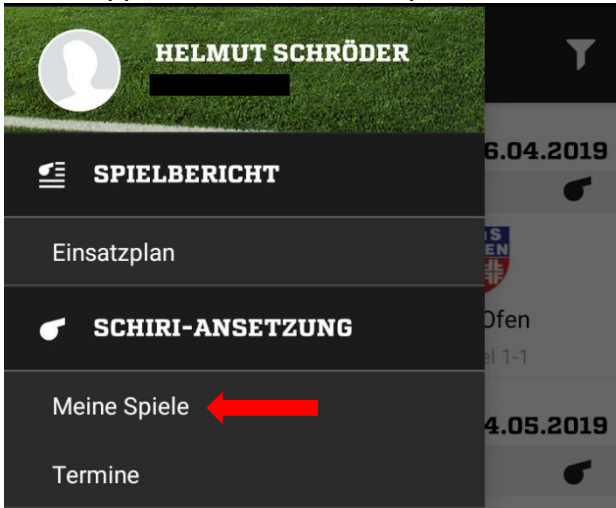 HELMUT SCHRÖDER
6.04.2019
SPIELBERICHT
Einsatzplan
Ofen
SCHIRI-ANSETZUNG
el 1-1
Meine Spiele
4.05.2019
Termine